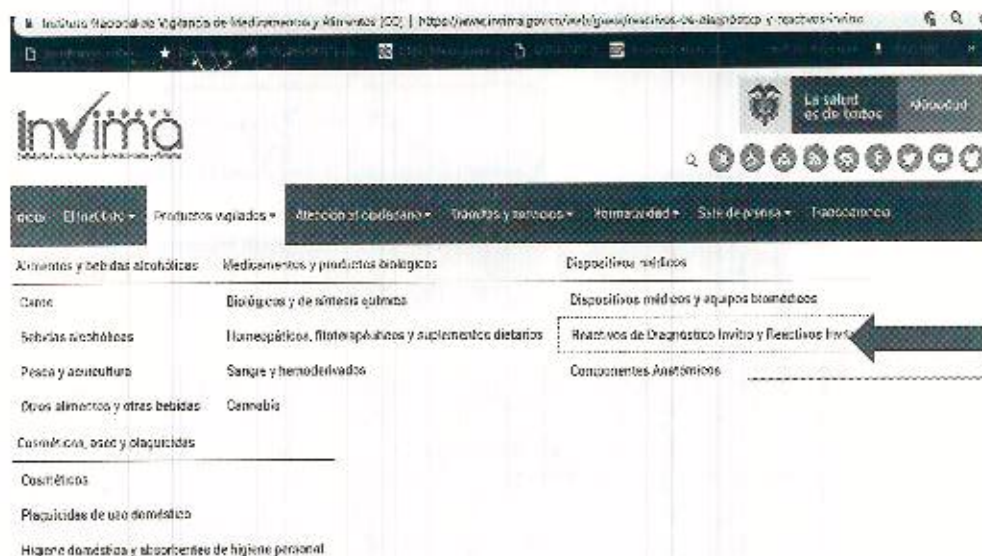 Instituto Nacional de Vigilancia de Medicamentos y Alimentos [CO] | https://www.invima.gov.co/web/guest/reactivos-de-diagnóstico-y-reactivos-invitro
invima
La salud
es de todos
Minsalud
Inicio El Instituto Productos vigilados Atención al ciudadano Trámites y servicios Normatividad Sala de prensa Transparencia
Alimentos y bebidas alcohólicas Medicamentos y productos biológicos Dispositivos médicos
Carne Biológicos y de síntesis química Dispositivos médicos y equipos biomédicos
Bebidas alcohólicas Homeopáticos, fitoterapéuticos y suplementos dietarios Reactivos de Diagnóstico Invitro y Reactivos
Pesca y acuicultura Sangre y hemoderivados Componentes Anatómicos
Otros alimentos y otras bebidas Cannabis
Cosméticos, aseo y plaguicidas
Cosméticos
Plaguicidas de uso doméstico
Higiene doméstica y absorbentes de higiene personal